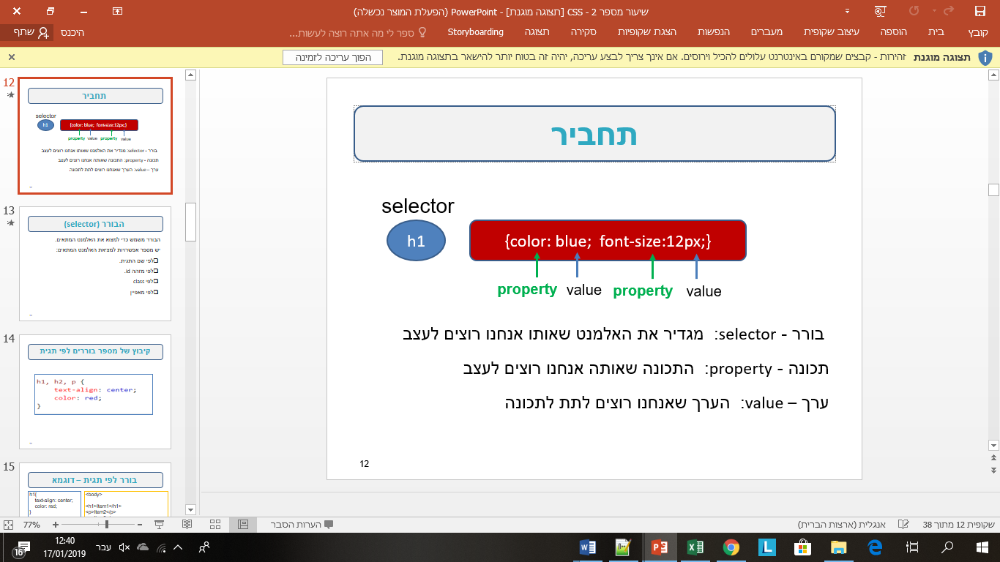 שיעור מספר 2 - CSS [תצוגה מוגנת] - PowerPoint (הפעלת המוצר נכשלה)
קובץ בית הוספה עיצוב שקופית מעברים הנפשות הצגת שקופיות סקירה תצוגה Storyboarding ספר לי מה אתה רוצה לעשות... היכנס שתף
תצוגה מוגנת זהירות - קבצים שמקורם באינטרנט עלולים להכיל וירוסים. אם אינך צריך לבצע עריכה, יהיה זה בטוח יותר להישאר בתצוגה מוגנת. הפוך עריכה לזמינה
12
תחביר
selector
h1 {color: blue; font-size:12px;}
property value property value
בורר - selector: מגדיר את האלמנט שאותו אנחנו רוצים לעצב
תכונה - property: התכונה שאותה אנחנו רוצים לעצב
ערך – value: הערך שאנחנו רוצים לתת לתכונה
13
הבורר (selector)
הבורר משמש כדי למצוא את האלמנט המתאים.
יש מספר אפשרויות למציאת האלמנט המתאים:
לפי שם התגית.
לפי מזהה id.
לפי class
לפי מאפיין
14
קיבוץ של מספר בוררים לפי תגית
h1, h2, p {
text-align: center;
color: red;
}
15
בורר לפי תגית – דוגמא
h1{
text-align: center;
color: red;
}
<body>
<h1>Item1</h1>
<p>Item2</p>
תחביר
selector
h1 {color: blue; font-size:12px;}
property value property value
בורר - selector: מגדיר את האלמנט שאותו אנחנו רוצים לעצב
תכונה - property: התכונה שאותה אנחנו רוצים לעצב
ערך – value: הערך שאנחנו רוצים לתת לתכונה
12
שקופית 12 מתוך 38 אנגלית (ארצות הברית) הערות הסבר 77%
עבר 12:40
17/01/2019
16